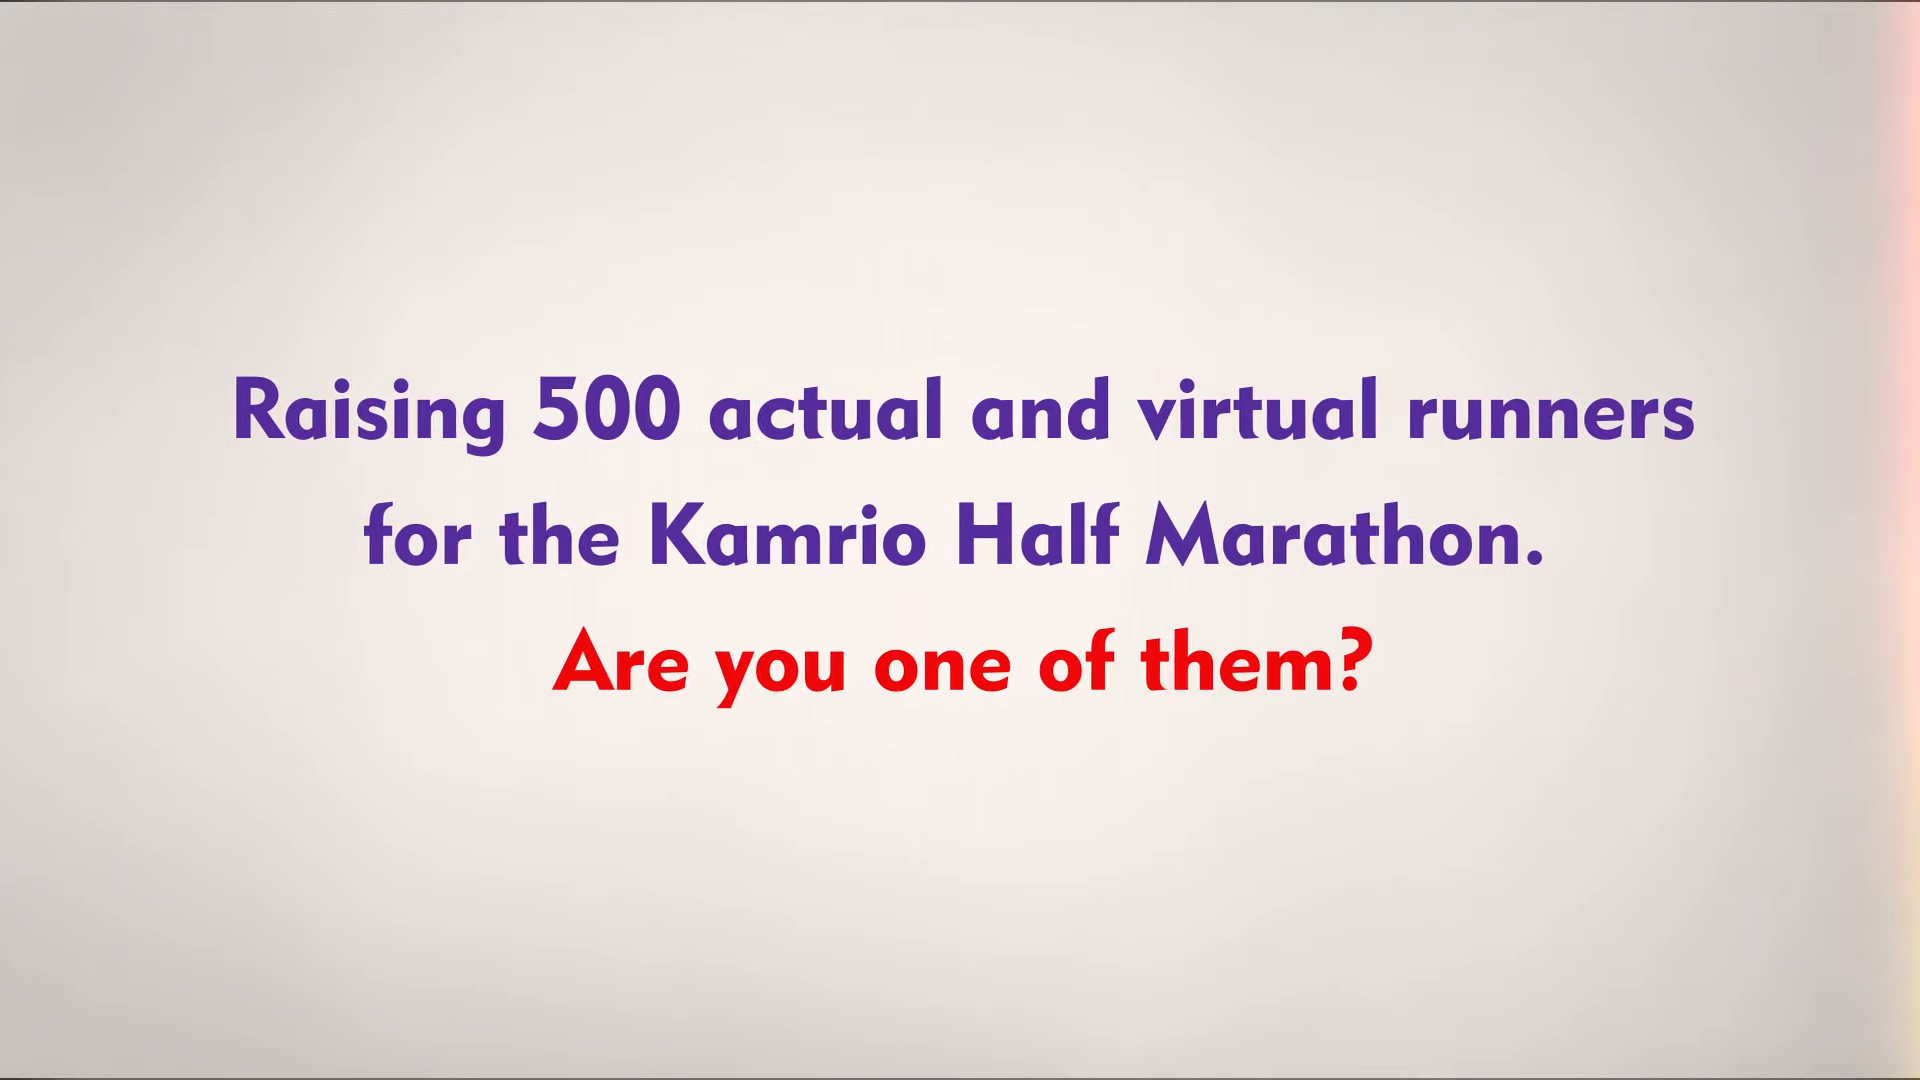 Raising 500 actual and virtual runners
for the Kamrio Half Marathon.
Are you one of them?